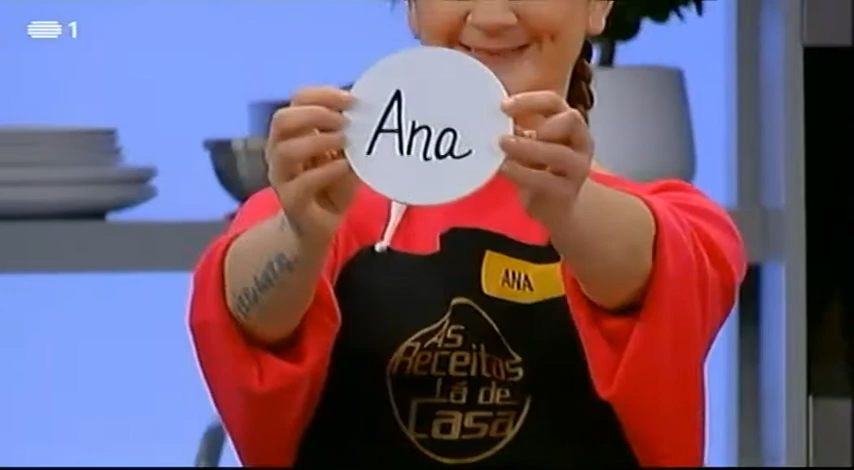 1
Ana
ANA
As
Receitas
Lá de
Casa